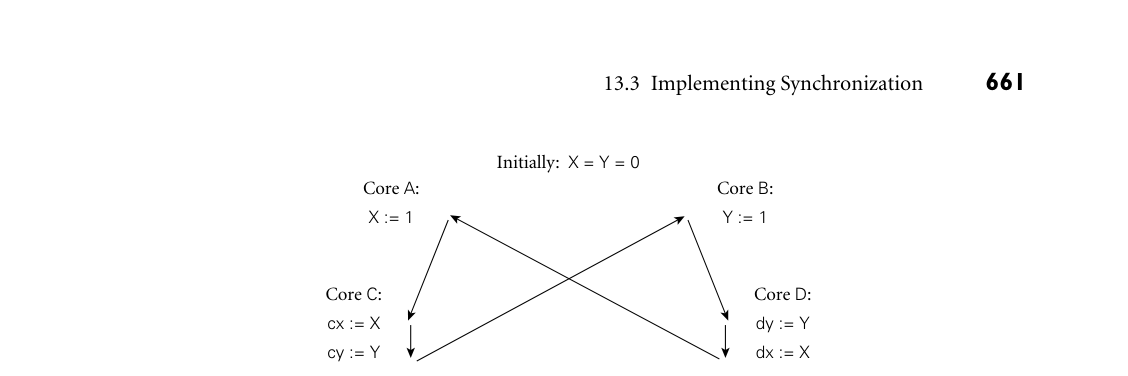 13.3 Implementing Synchronization 661
Initially: X = Y = 0
Core A:
X := 1
Core B:
Y := 1
Core C:
cx := X
cy := Y
Core D:
dy := Y
dx := X